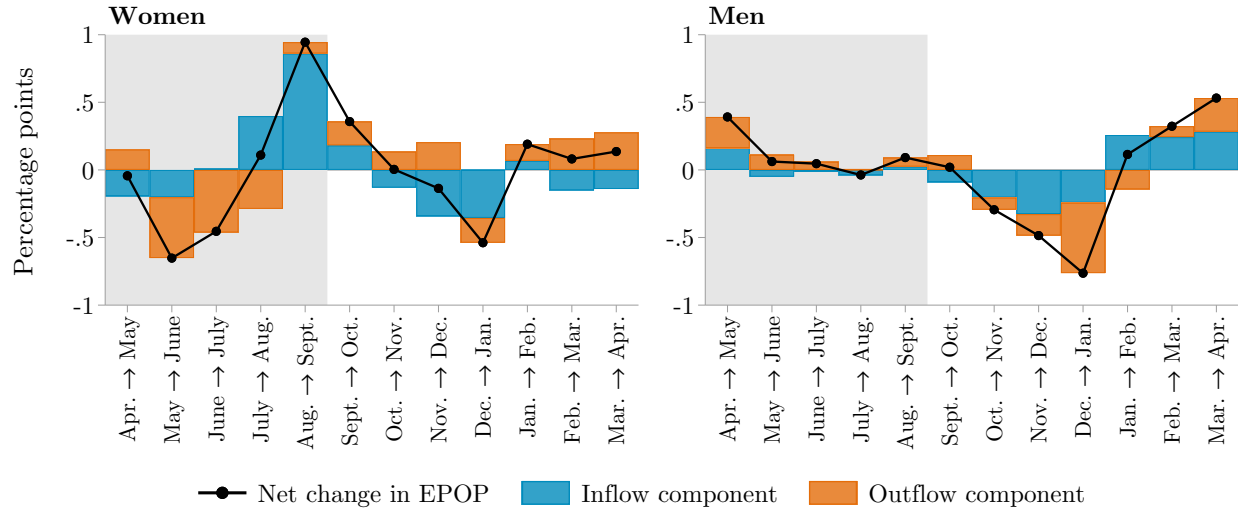 Women
Men
Percentage points
1
.5
0
-.5
-1
Apr. → May
May → June
June → July
July → Aug.
Aug. → Sept.
Sept. → Oct.
Oct. → Nov.
Nov. → Dec.
Dec. → Jan.
Jan. → Feb.
Feb. → Mar.
Mar. → Apr.
1
.5
0
-.5
-1
Apr. → May
May → June
June → July
July → Aug.
Aug. → Sept.
Sept. → Oct.
Oct. → Nov.
Nov. → Dec.
Dec. → Jan.
Jan. → Feb.
Feb. → Mar.
Mar. → Apr.
Net change in EPOP
Inflow component
Outflow component